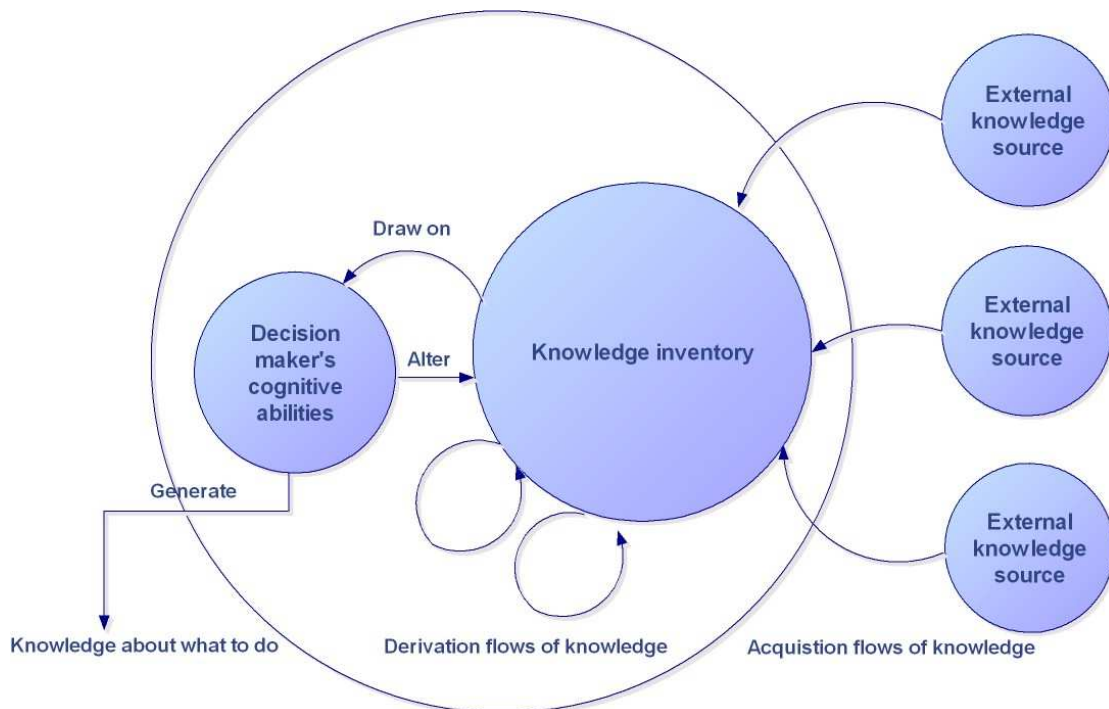 External
knowledge
source
Draw on
External
knowledge
source
Decision
maker's
cognitive
abilities
Alter
Knowledge inventory
Generate
External
knowledge
source
Knowledge about what to do
Derivation flows of knowledge
Acquistion flows of knowledge